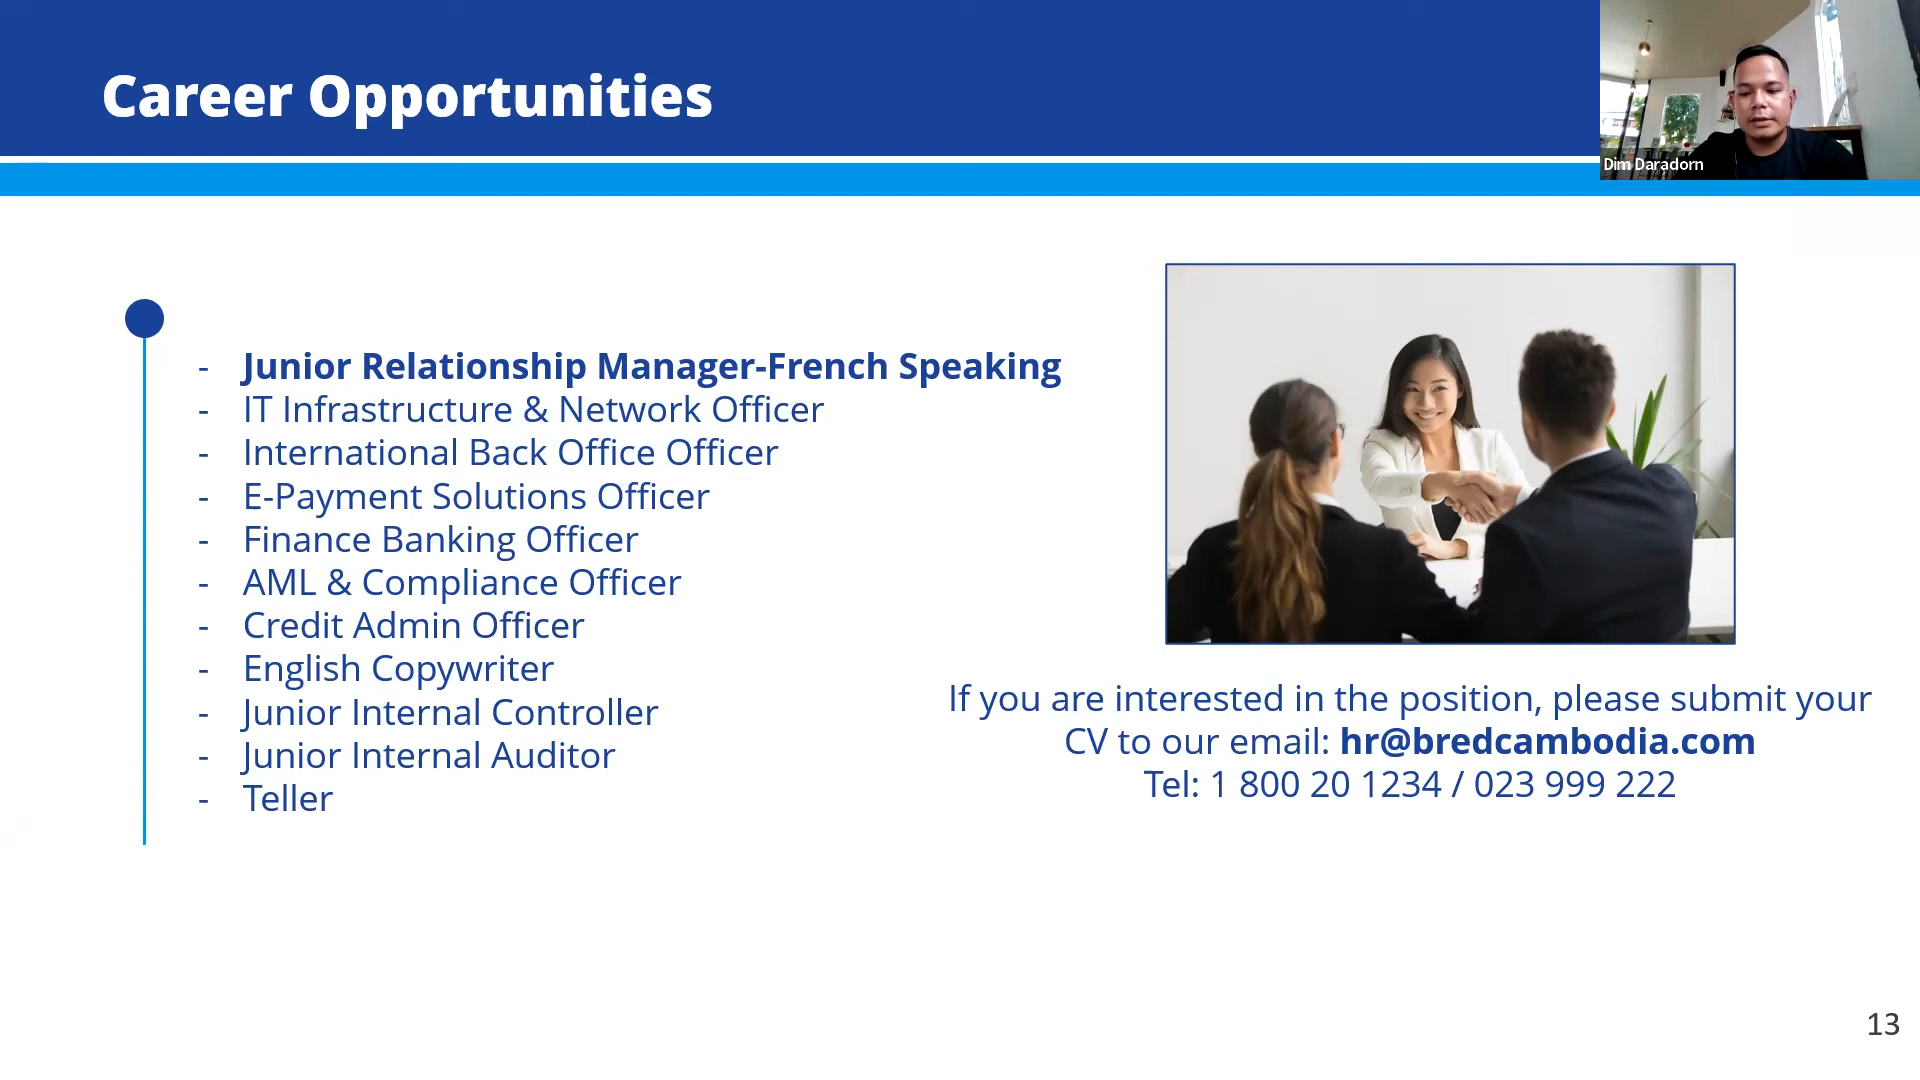 Career Opportunities
Dim Daradorn
- Junior Relationship Manager-French Speaking
- IT Infrastructure & Network Officer
- International Back Office Officer
- E-Payment Solutions Officer
- Finance Banking Officer
- AML & Compliance Officer
- Credit Admin Officer
- English Copywriter
- Junior Internal Controller
- Junior Internal Auditor
- Teller
If you are interested in the position, please submit your
CV to our email: hr@bredcambodia.com
Tel: 1 800 20 1234 / 023 999 222
13